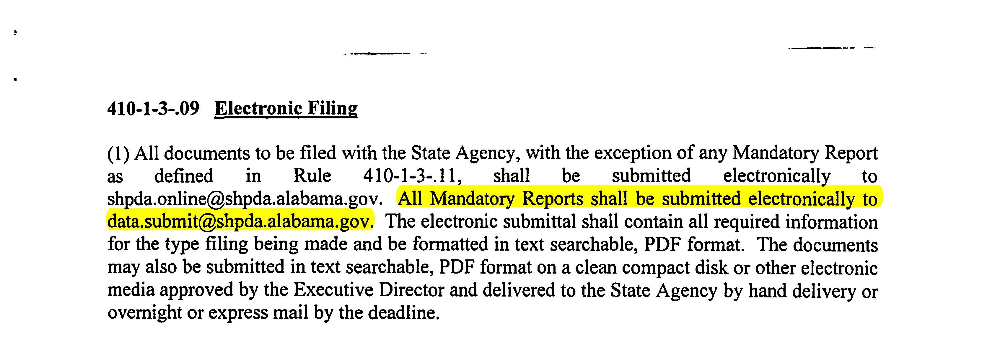 410-1-3-.09 Electronic Filing
(1) All documents to be filed with the State Agency, with the exception of any Mandatory Report
as defined in Rule 410-1-3-.11, shall be submitted electronically to
shpda.online@shpda.alabama.gov. All Mandatory Reports shall be submitted electronically to
data.submit@shpda.alabama.gov. The electronic submittal shall contain all required information
for the type filing being made and be formatted in text searchable, PDF format. The documents
may also be submitted in text searchable, PDF format on a clean compact disk or other electronic
media approved by the Executive Director and delivered to the State Agency by hand delivery or
overnight or express mail by the deadline.